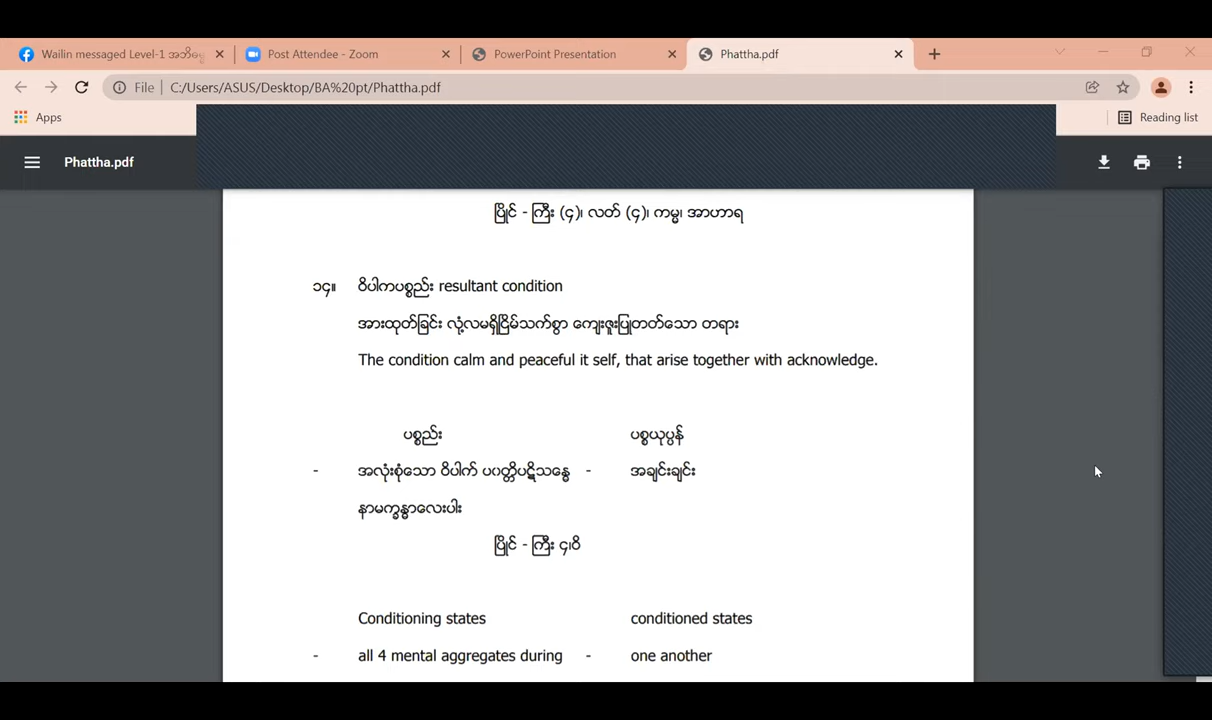 Wailin messaged Level-1 အဘိဓမ္မ
Post Attendee - Zoom
PowerPoint Presentation
Phattha.pdf
File
C:/Users/ASUS/Desktop/BA%20pt/Phattha.pdf
Apps
Reading list
Phattha.pdf
ပြိုင် - ကြီး (၄)၊ လတ် (၄)၊ ကမ္မ၊ အာဟာရ
၁၄။ ဝိပါကပစ္စည်း resultant condition
အားထုတ်ခြင်း လုံ့လမရှိငြိမ်သက်စွာ ကျေးဇူးပြုတတ်သော တရား
The condition calm and peaceful it self, that arise together with acknowledge.
ပစ္စည်း ပစ္စယုပ္ပန်
- အလုံးစုံသော ဝိပါက် ပဝတ္တိပဋိသန္ဓေ - အချင်းချင်း
နာမက္ခန္ဓာလေးပါး
ပြိုင် - ကြီး ၄၊ဝိ
Conditioning states conditioned states
- all 4 mental aggregates during - one another